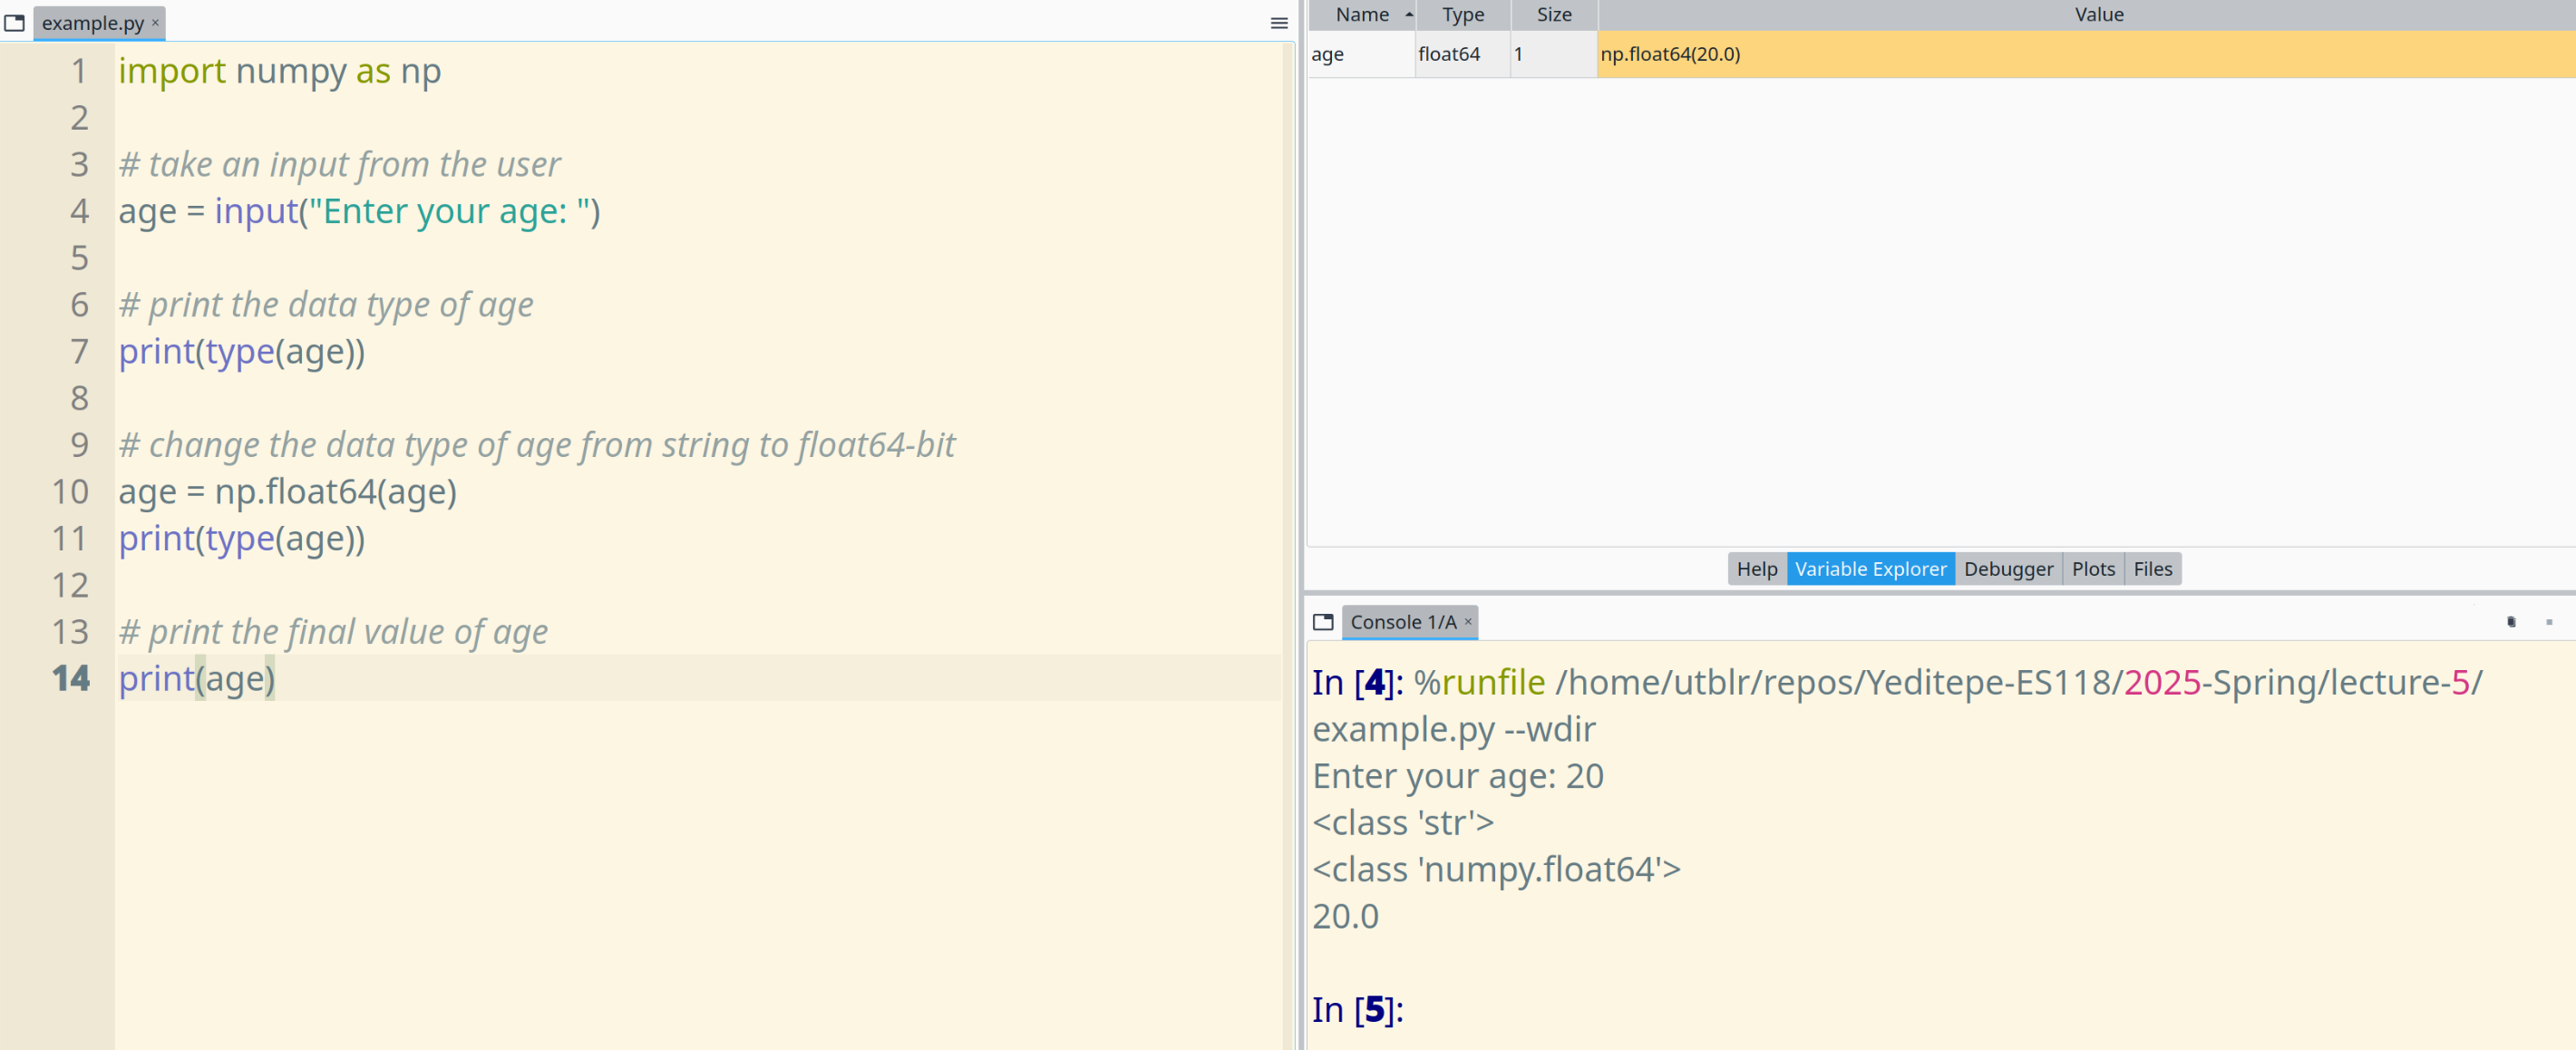 example.py ×
1 import numpy as np
2
3 # take an input from the user
4 age = input("Enter your age: ")
5
6 # print the data type of age
7 print(type(age))
8
9 # change the data type of age from string to float64-bit
10 age = np.float64(age)
11 print(type(age))
12
13 # print the final value of age
14 print(age)
Name Type Size Value
age float64 1 np.float64(20.0)
Help Variable Explorer Debugger Plots Files
Console 1/A ×
In [4]: %runfile /home/utblr/repos/Yeditepe-ES118/2025-Spring/lecture-5/
example.py --wdir
Enter your age: 20
<class 'str'>
<class 'numpy.float64'>
20.0
In [5]: